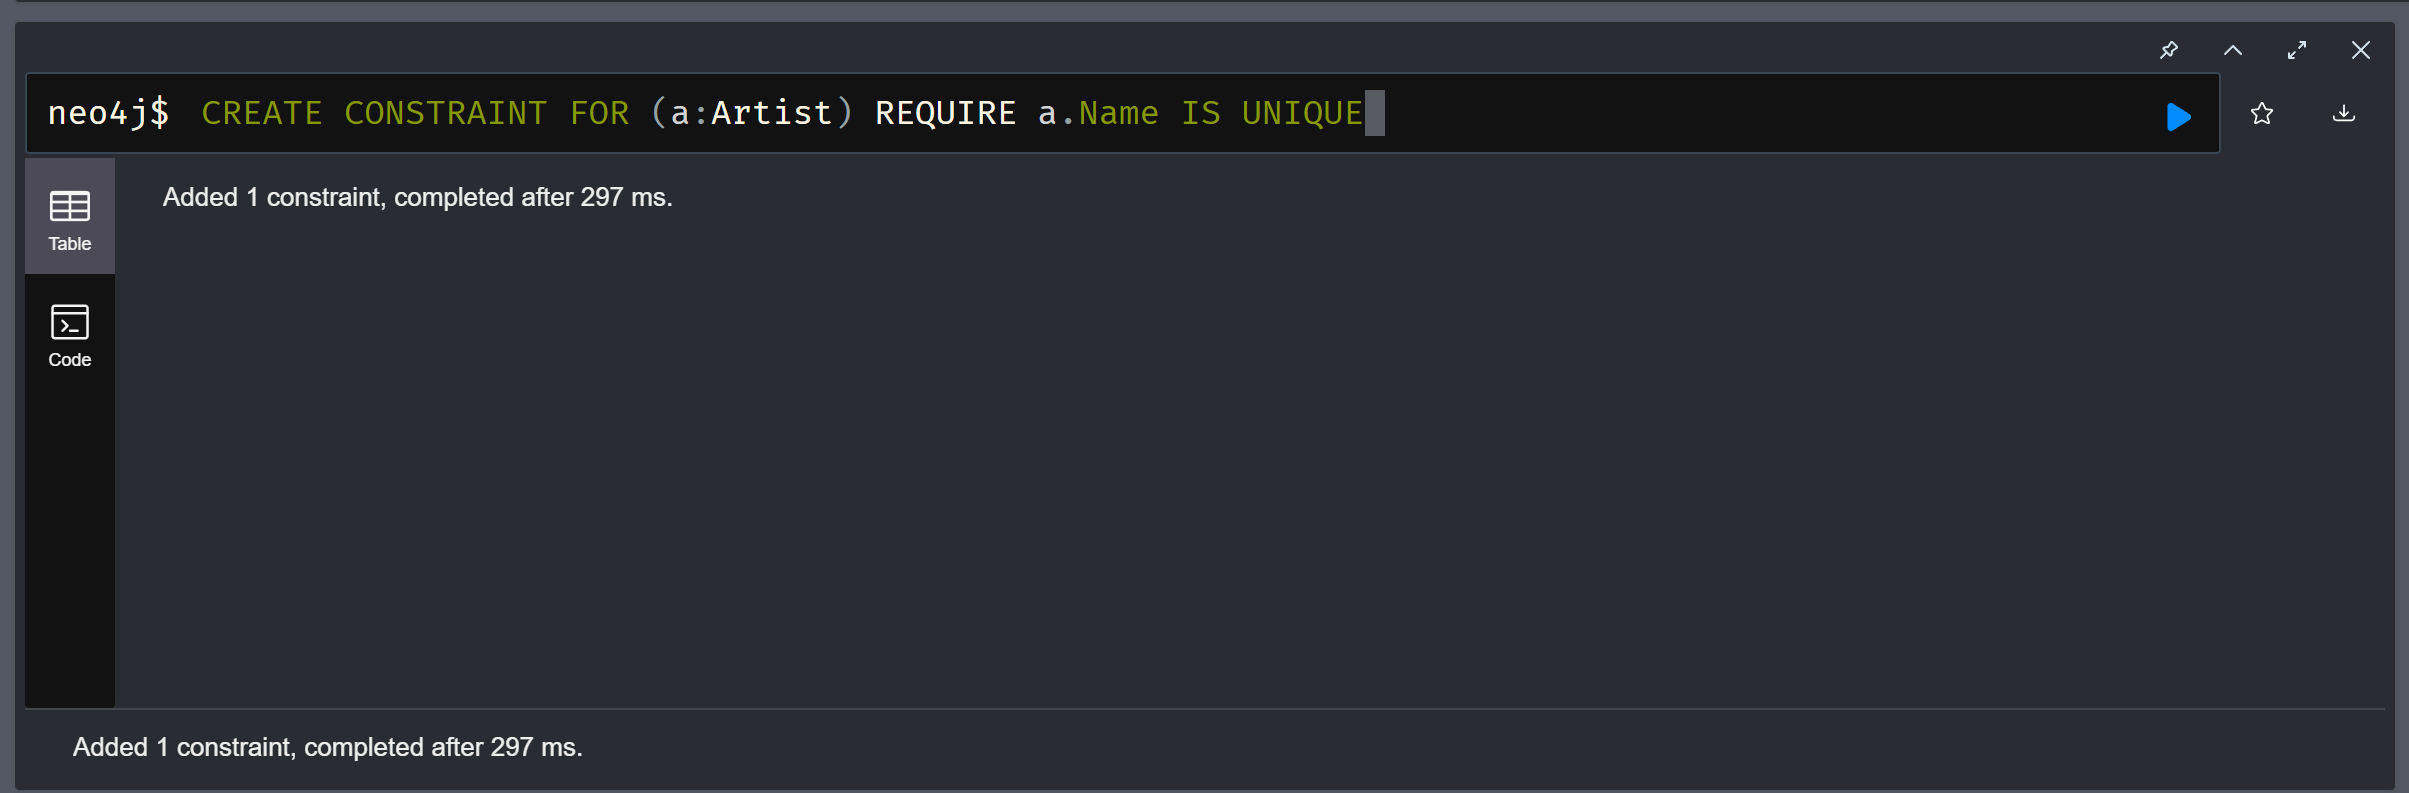 neo4j$ CREATE CONSTRAINT FOR (a:Artist) REQUIRE a.Name IS UNIQUE
Added 1 constraint, completed after 297 ms.
Table
Code
Added 1 constraint, completed after 297 ms.